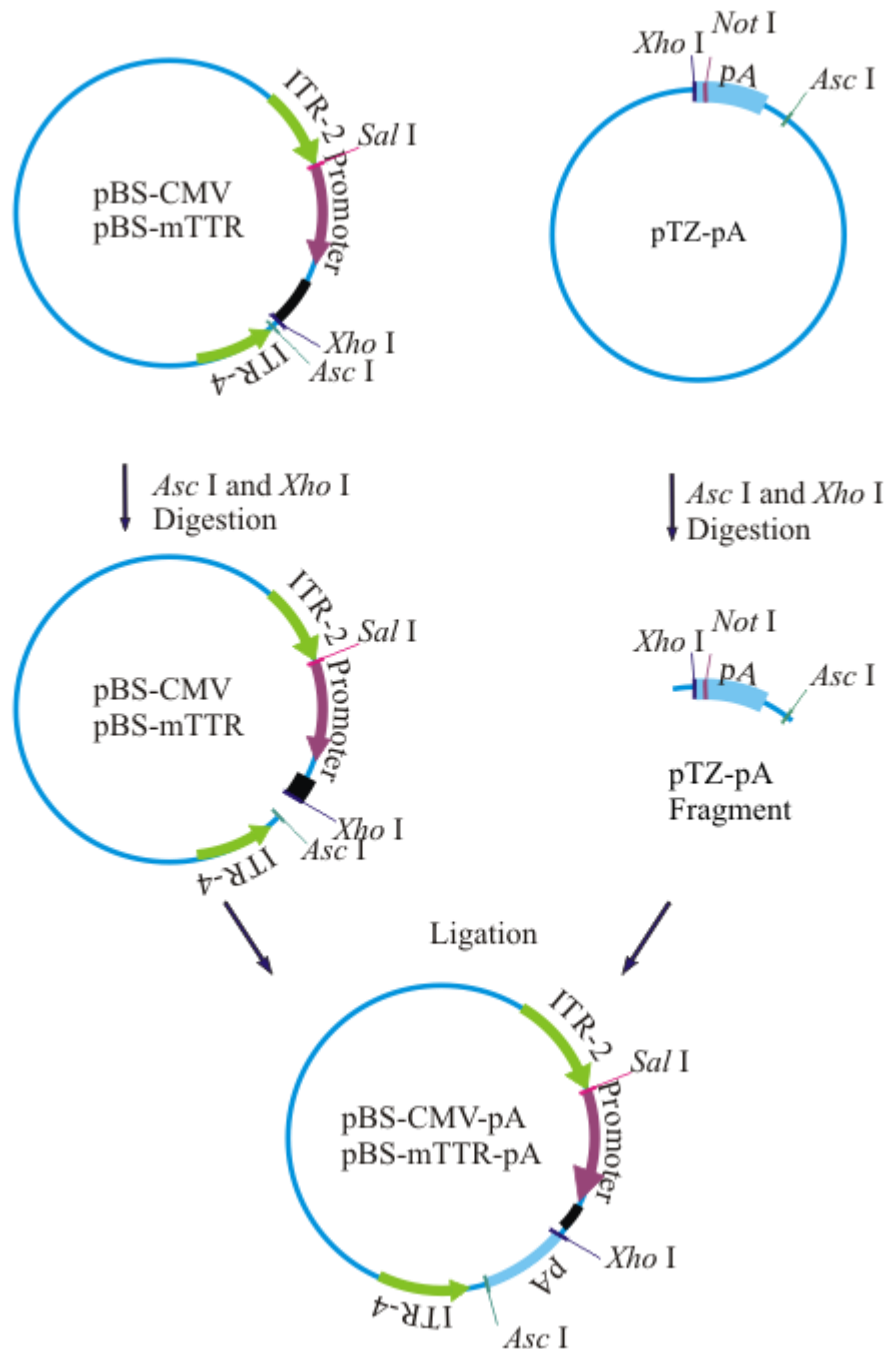 ITR-2
Sal I
Promoter
pBS-CMV
pBS-mTTR
Xho I
Asc I
ITR-4
Not I
Xho I
pA
Asc I
pTZ-pA
Asc I and Xho I
Digestion
Asc I and Xho I
Digestion
ITR-2
Sal I
Promoter
pBS-CMV
pBS-mTTR
Xho I
Asc I
ITR-4
Not I
Xho I
pA
Asc I
pTZ-pA
Fragment
Ligation
ITR-2
Sal I
Promoter
pBS-CMV-pA
pBS-mTTR-pA
Xho I
pA
ITR-4
Asc I